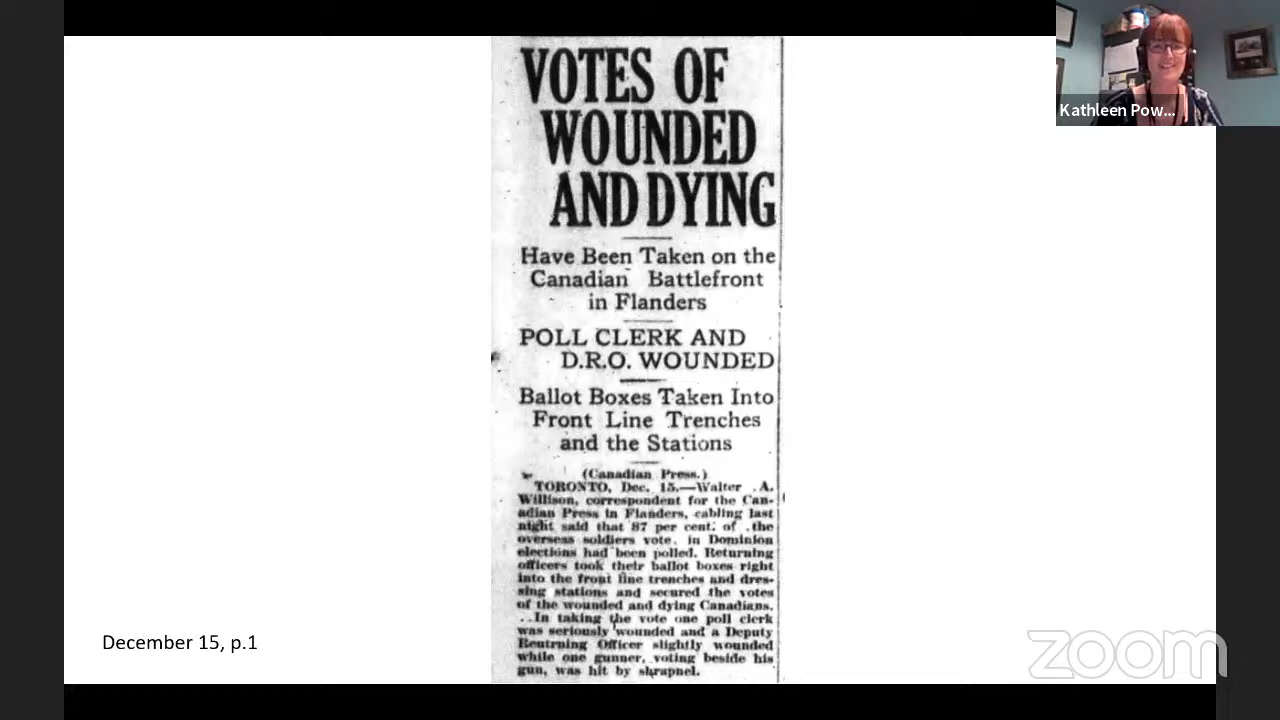 VOTES OF
WOUNDED
AND DYING
Have Been Taken on the
Canadian Battlefront
in Flanders
POLL CLERK AND
D.R.O. WOUNDED
Ballot Boxes Taken Into
Front Line Trenches
and the Stations
(Canadian Press.)
TORONTO, Dec. 15.—Walter .A.
Willison, correspondent for the Can-
adian Press in Flanders, cabling last
night said that 87 per cent. of .the
overseas soldiers vote. in Dominion
elections had been polled. Returning
officers took their ballot boxes right
into the front line trenches and dres-
sing stations and secured the votes
of the wounded and dying Canadians.
..In taking the vote one poll clerk
was seriously wounded and a Deputy
Reutrning Officer slightly wounded
while one gunner, voting beside his
gun, was hit by shrapnel.
December 15, p.1
Kathleen Pow...
zoom